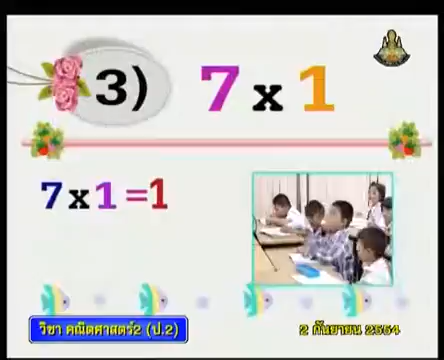 3) 7 x 1
7 x 1 = 1
วิชา คณิตศาสตร์2 (ป.2)
2 กันยายน 2554